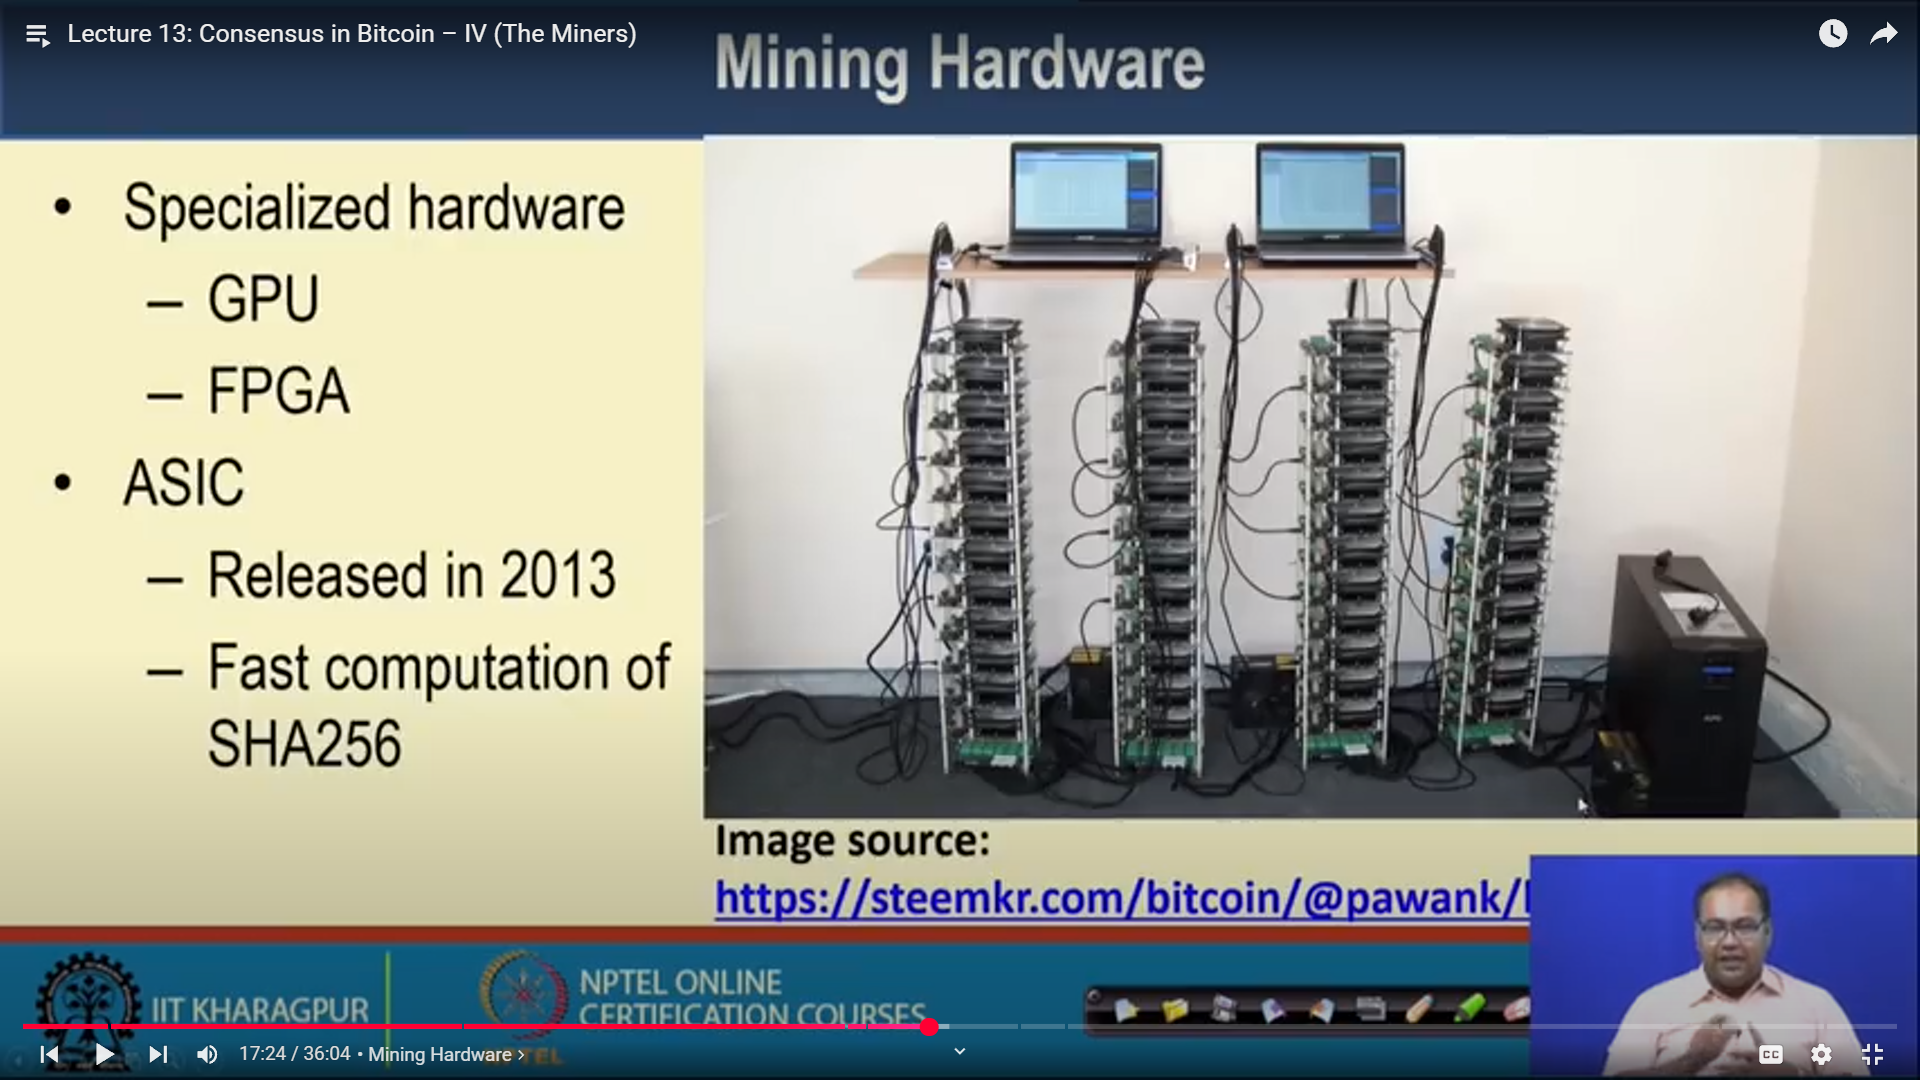 Lecture 13: Consensus in Bitcoin – IV (The Miners)
Mining Hardware
• Specialized hardware
– GPU
– FPGA
• ASIC
– Released in 2013
– Fast computation of
SHA256
Image source:
https://steemkr.com/bitcoin/@pawank/
IIT KHARAGPUR
NPTEL ONLINE
CERTIFICATION COURSES
NPTEL
17:24 / 36:04 • Mining Hardware ›
CC